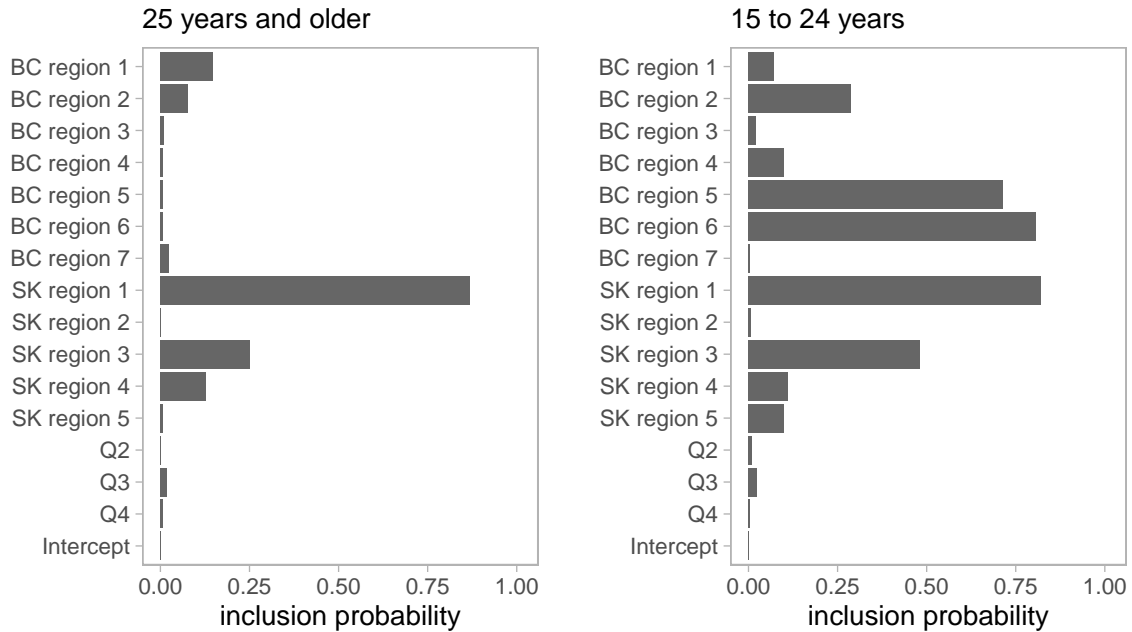 25 years and older
BC region 1
BC region 2
BC region 3
BC region 4
BC region 5
BC region 6
BC region 7
SK region 1
SK region 2
SK region 3
SK region 4
SK region 5
Q2
Q3
Q4
Intercept
0.00 0.25 0.50 0.75 1.00
inclusion probability
15 to 24 years
BC region 1
BC region 2
BC region 3
BC region 4
BC region 5
BC region 6
BC region 7
SK region 1
SK region 2
SK region 3
SK region 4
SK region 5
Q2
Q3
Q4
Intercept
0.00 0.25 0.50 0.75 1.00
inclusion probability